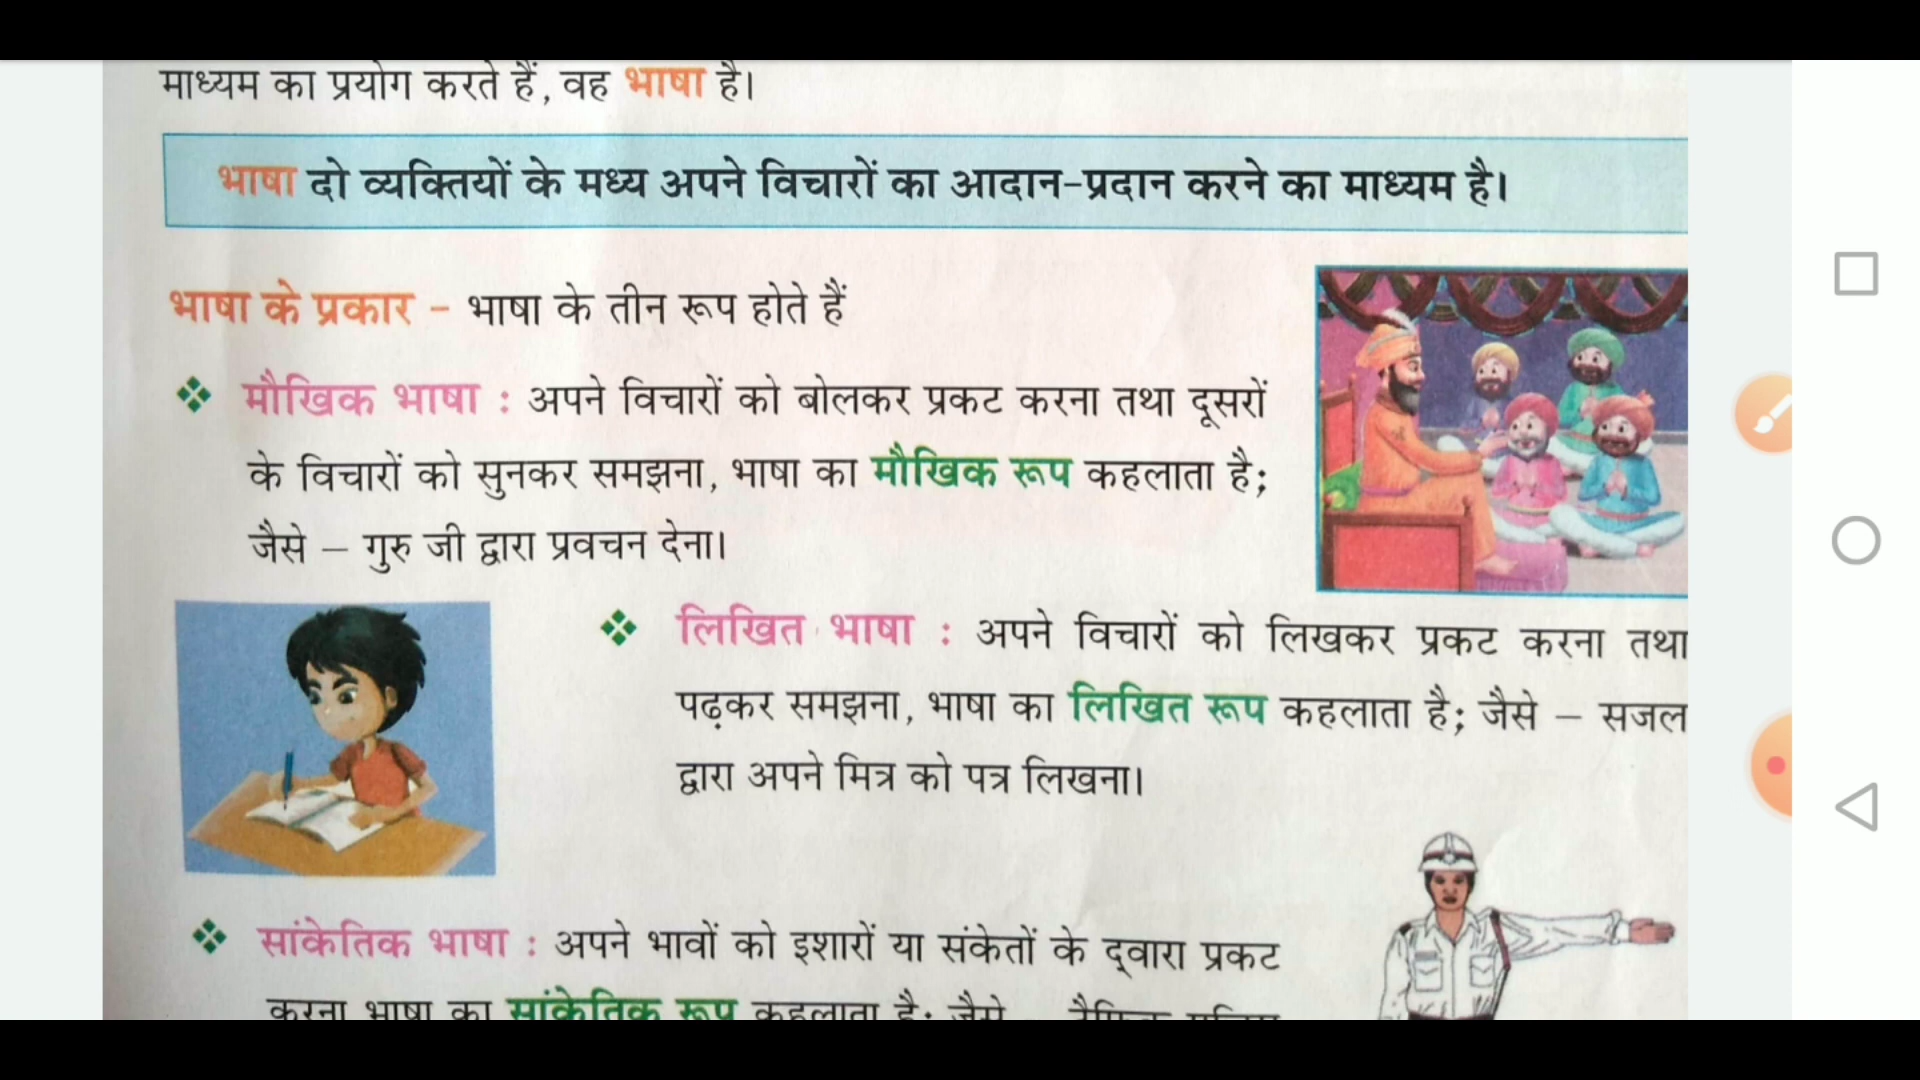 माध्यम का प्रयोग करते हैं, वह भाषा है।
भाषा दो व्यक्तियों के मध्य अपने विचारों का आदान-प्रदान करने का माध्यम है।
भाषा के प्रकार – भाषा के तीन रूप होते हैं
मौखिक भाषा : अपने विचारों को बोलकर प्रकट करना तथा दूसरों
के विचारों को सुनकर समझना, भाषा का मौखिक रूप कहलाता है;
जैसे – गुरु जी द्वारा प्रवचन देना।
लिखित भाषा : अपने विचारों को लिखकर प्रकट करना तथा
पढ़कर समझना, भाषा का लिखित रूप कहलाता है; जैसे – सजल
द्वारा अपने मित्र को पत्र लिखना।
सांकेतिक भाषा : अपने भावों को इशारों या संकेतों के द्‌वारा प्रकट
करना भाषा का सांकेतिक रूप कहलाता है; जैसे